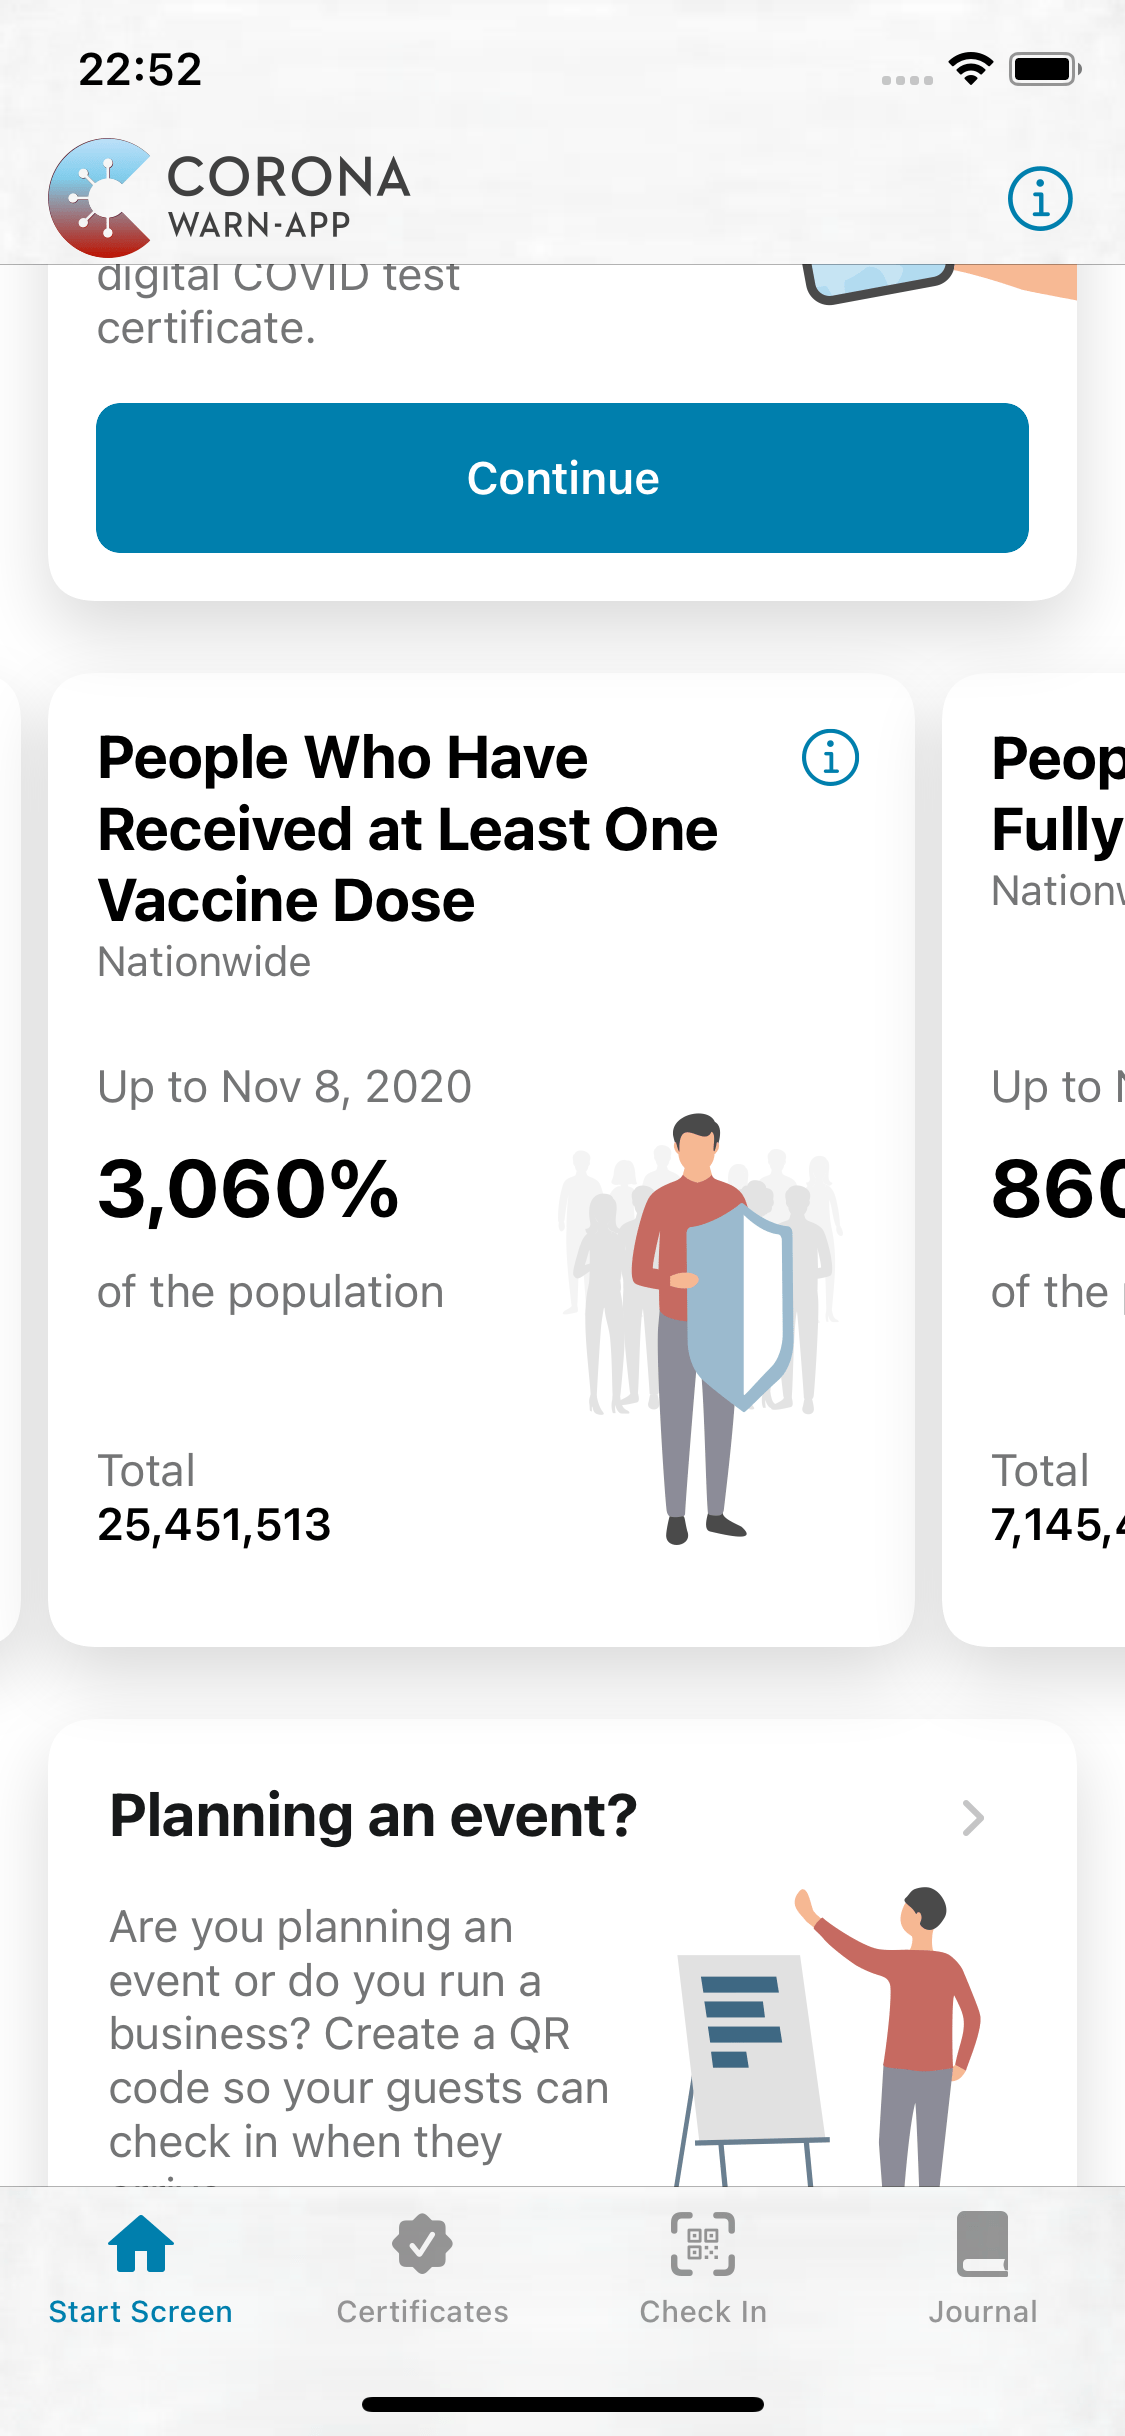 22:52
CORONA
WARN-APP
digital COVID test
certificate.
Continue
People Who Have
Received at Least One
Vaccine Dose
Nationwide
Up to Nov 8, 2020
3,060%
of the population
Total
25,451,513
Peop
Fully
Nationw
Up to N
860
of the
Total
7,145,4
Planning an event?
Are you planning an
event or do you run a
business? Create a QR
code so your guests can
check in when they
Start Screen
Certificates
Check In
Journal